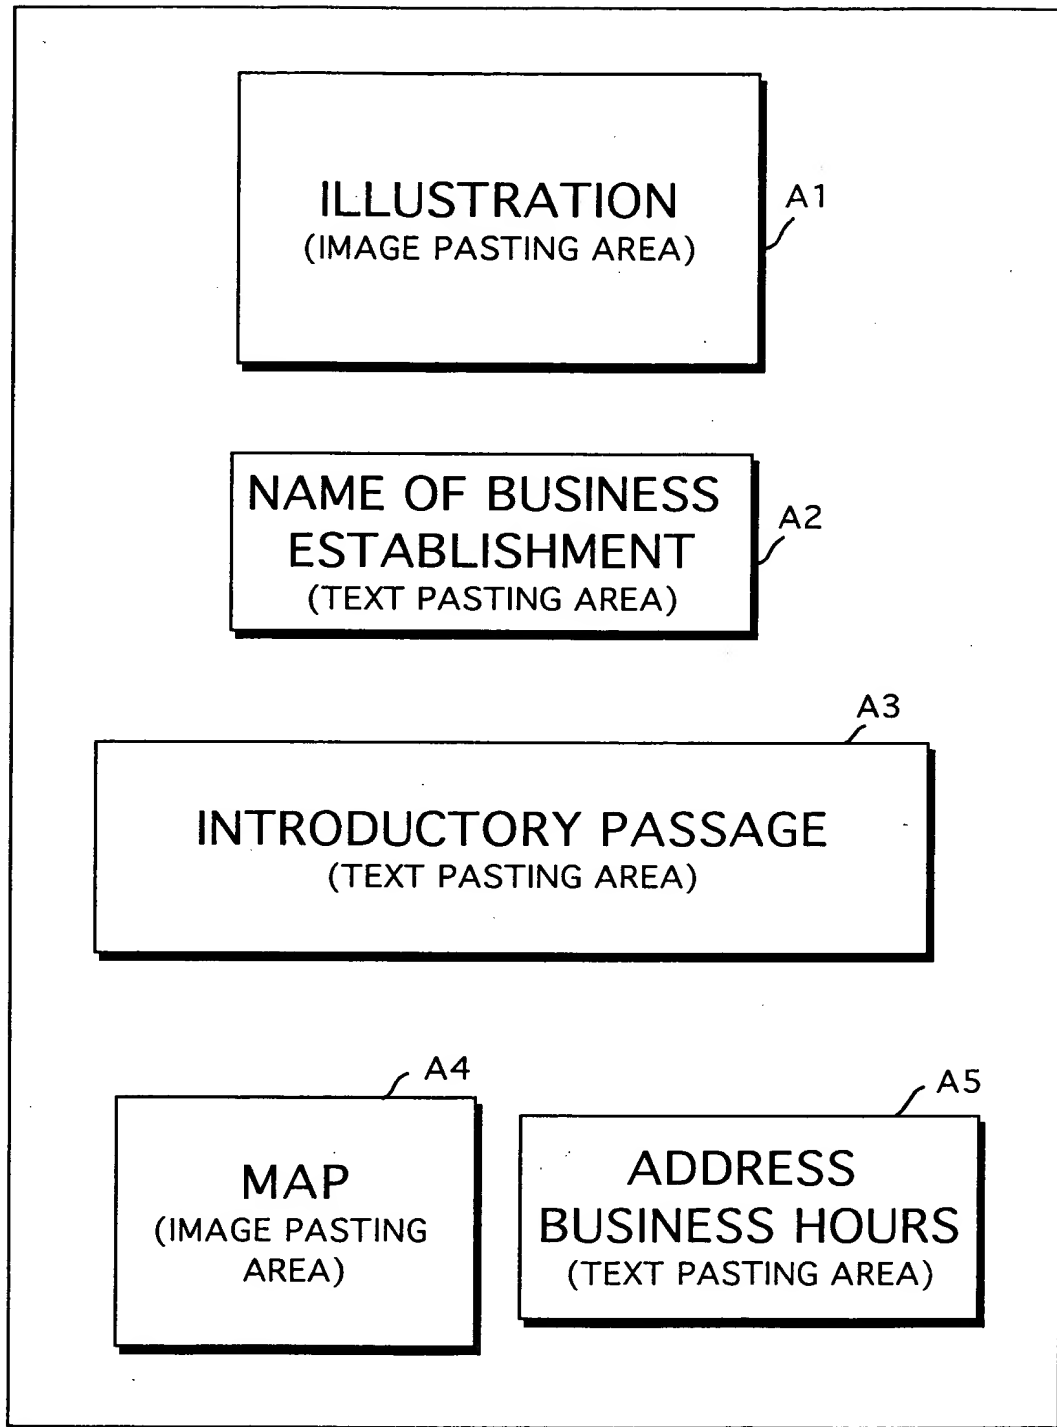 ILLUSTRATION
(IMAGE PASTING AREA)
A1
NAME OF BUSINESS
ESTABLISHMENT
(TEXT PASTING AREA)
A2
A3
INTRODUCTORY PASSAGE
(TEXT PASTING AREA)
A4
MAP
(IMAGE PASTING
AREA)
A5
ADDRESS
BUSINESS HOURS
(TEXT PASTING AREA)